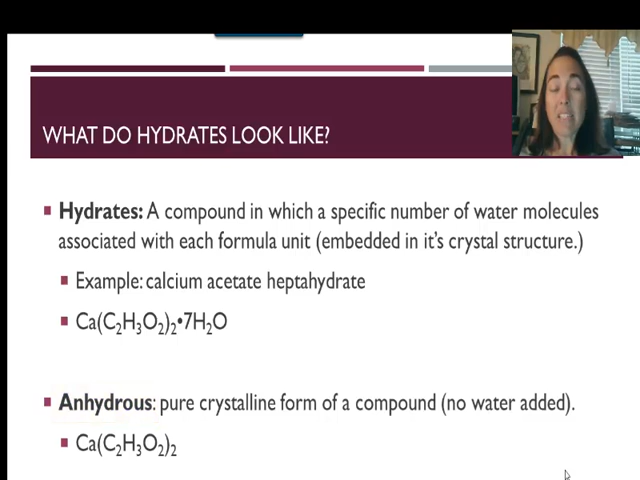 WHAT DO HYDRATES LOOK LIKE?
Hydrates: A compound in which a specific number of water molecules
associated with each formula unit (embedded in it's crystal structure.)
Example: calcium acetate heptahydrate
Ca(C₂H₃O₂)₂•7H₂O
Anhydrous: pure crystalline form of a compound (no water added).
Ca(C₂H₃O₂)₂